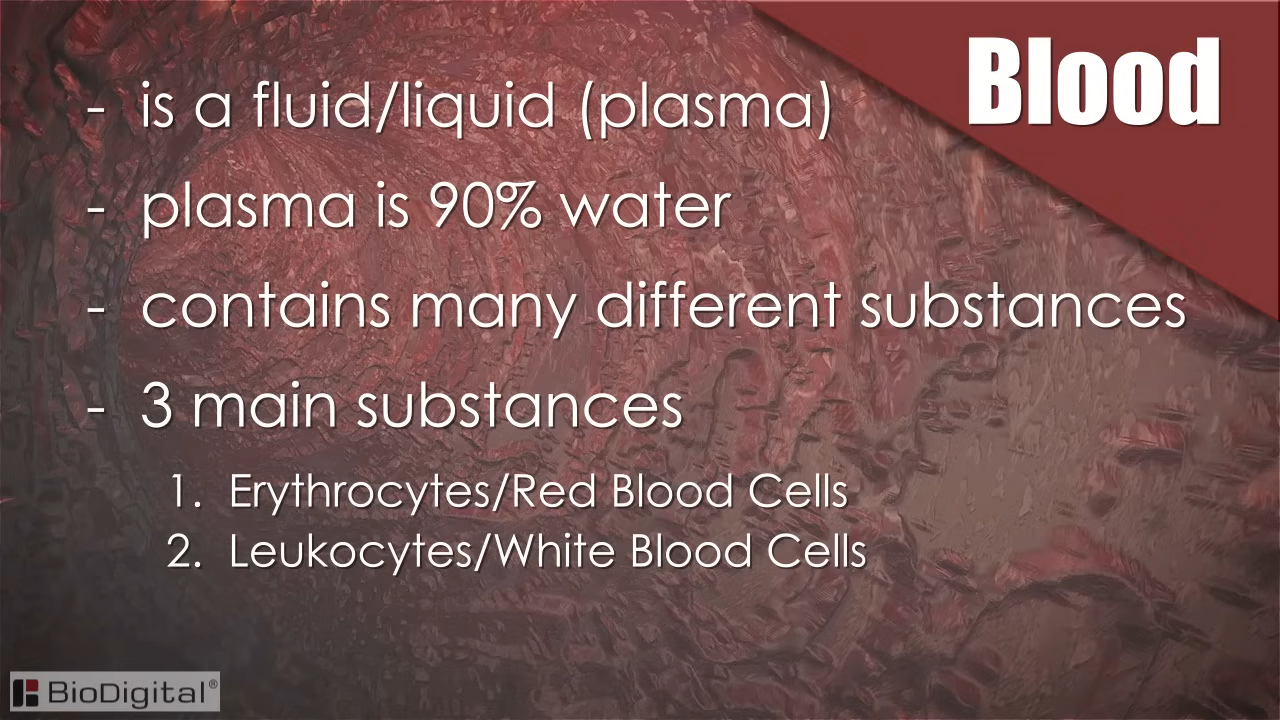 Blood
- is a fluid/liquid (plasma)
- plasma is 90% water
- contains many different substances
- 3 main substances
1. Erythrocytes/Red Blood Cells
2. Leukocytes/White Blood Cells
BioDigital®